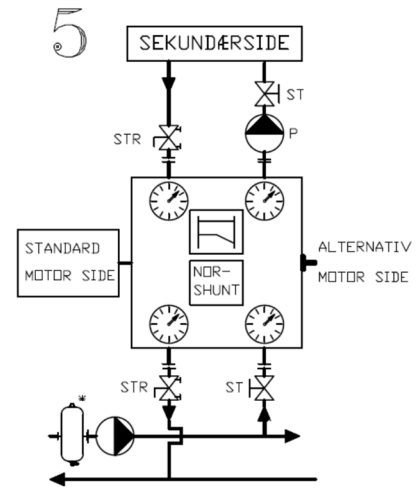 5
SEKUNDÆRSIDE
ST
STR
P
STANDARD
MOTOR SIDE
NOR-
SHUNT
ALTERNATIV
MOTOR SIDE
STR
ST
*